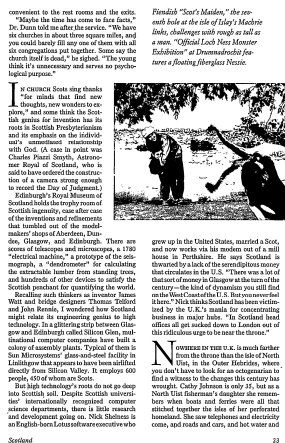 convenient to the rest rooms and the exits.
"Maybe the time has come to face facts,"
Dr. Dunn told me after the service. "We have
six churches in about three square miles, and
you could barely fill any one of them with all
six congregations put together. Some say the
church itself is dead," he sighed. "The young
think it's unnecessary and serves no psycho-
logical purpose."
IN CHURCH Scots sing thanks
"for minds that find new
thoughts, new wonders to ex-
plore," and some think the Scot-
tish genius for invention has its
roots in Scottish Presbyterianism
and its emphasis on the individ-
ual's unmediated relationship
with God. (A case in point was
Charles Piazzi Smyth, Astrono-
mer Royal of Scotland, who is
said to have ordered the construc-
tion of a camera strong enough
to record the Day of Judgment.)
Edinburgh's Royal Museum of
Scotland holds the trophy room of
Scottish ingenuity, case after case
of the inventions and refinements
that tumbled out of the model-
makers' shops of Aberdeen, Dun-
dee, Glasgow, and Edinburgh. There are
scores of telescopes and microscopes, a 1780
"electrical machine," a prototype of the seis-
mograph, a "dendrometer" for calculating
the extractable lumber from standing trees,
and hundreds of other devices to satisfy the
Scottish penchant for quantifying the world.
Recalling such thinkers as inventor James
Watt and bridge designers Thomas Telford
and John Rennie, I wondered how Scotland
might relate its engineering genius to high
technology. In a glittering strip between Glas-
gow and Edinburgh called Silicon Glen, mul-
tinational computer companies have built a
colony of assembly plants. Typical of them is
Sun Microsystems' glass-and-steel facility in
Linlithgow that appears to have been airlifted
directly from Silicon Valley. It employs 600
people, 450 of whom are Scots.
But high technology's roots do not go deep
into Scottish soil. Despite Scottish universi-
ties' internationally recognized computer
science departments, there is little research
and development going on. Nick Shelness is
an English-born Lotus software executive who
Fiendish "Scot's Maiden," the sev-
enth hole at the isle of Islay's Machrie
links, challenges with rough as tall as
a man. "Official Loch Ness Monster
Exhibition" at Drumnadrochit fea-
tures a floating fiberglass Nessie.
grew up in the United States, married a Scot,
and now works via his modem out of a mill
house in Perthshire. He says Scotland is
thwarted by a lack of the serendipitous money
that circulates in the U.S. "There was a lot of
that sort of money in Glasgow at the turn of the
century—the kind of dynamism you still find
on the West Coast of the U.S. But you never feel
it here." Nick thinks Scotland has been victim-
ized by the U.K.'s mania for concentrating
business in major hubs. "In Scotland head
offices all get sucked down to London out of
this ridiculous urge to be near the throne."
NOWHERE IN THE U.K. is much farther
from the throne than the isle of North
Uist, in the Outer Hebrides, where
you don't have to look for an octogenarian to
find a witness to the changes this century has
wrought. Cathy Johnson is only 35, but as a
North Uist fisherman's daughter she remem-
bers when boats and ferries were all that
stitched together the isles of her perforated
homeland. She saw telephones and electricity
come, and roads and cars, and hot water and
Scotland
23